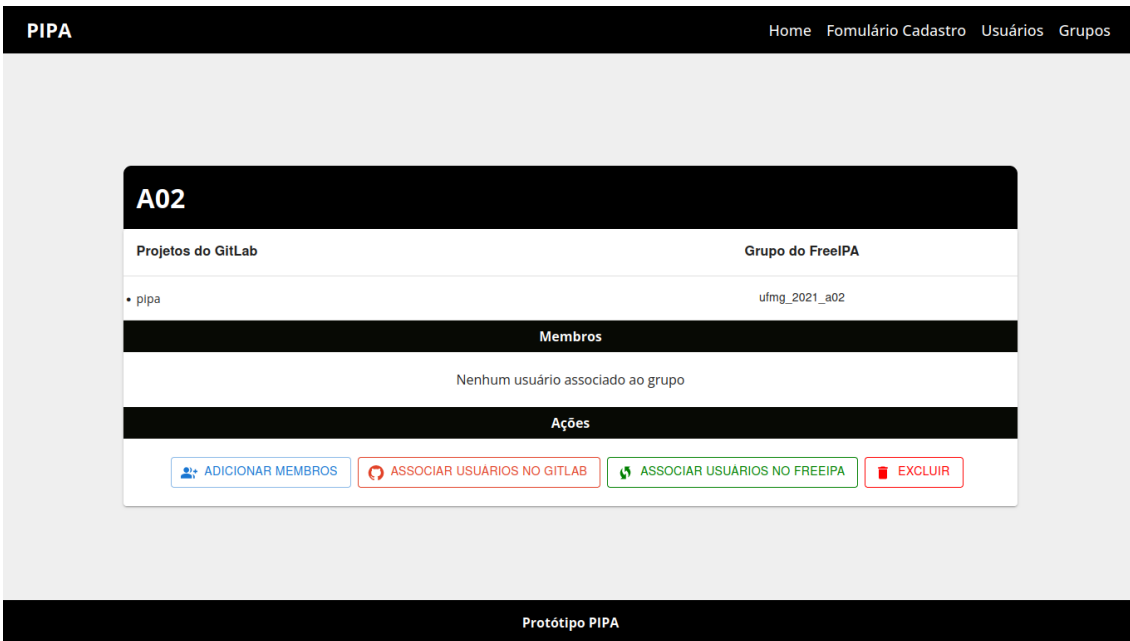 PIPA
Home Fomulário Cadastro Usuários Grupos
A02
Projetos do GitLab Grupo do FreeIPA
• pipa ufmg_2021_a02
Membros
Nenhum usuário associado ao grupo
Ações
ADICIONAR MEMBROS ASSOCIAR USUÁRIOS NO GITLAB ASSOCIAR USUÁRIOS NO FREEIPA EXCLUIR
Protótipo PIPA